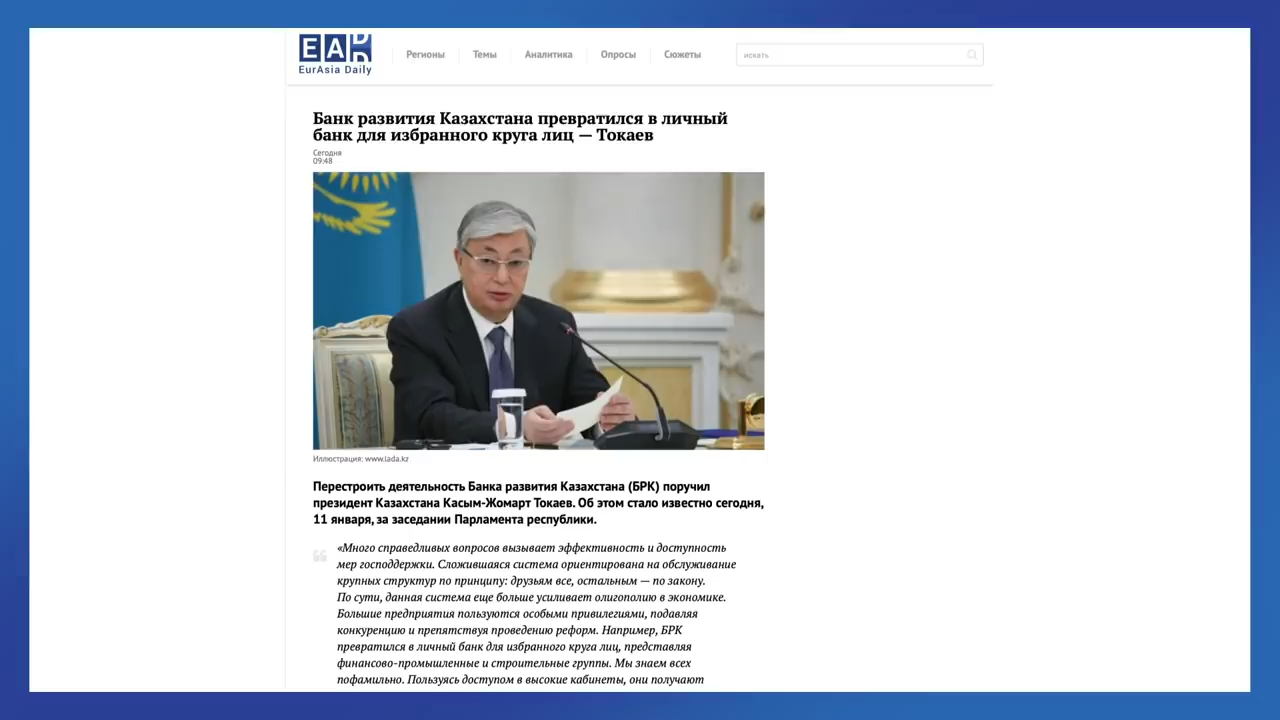 EAD
EurAsia Daily
Регионы
Темы
Аналитика
Опросы
Сюжеты
искать
Банк развития Казахстана превратился в личный
банк для избранного круга лиц — Токаев
Сегодня
09:48
Иллюстрация: www.lada.kz
Перестроить деятельность Банка развития Казахстана (БРК) поручил
президент Казахстана Касым-Жомарт Токаев. Об этом стало известно сегодня,
11 января, за заседании Парламента республики.
«Много справедливых вопросов вызывает эффективность и доступность
мер господдержки. Сложившаяся система ориентирована на обслуживание
крупных структур по принципу: друзьям все, остальным — по закону.
По сути, данная система еще больше усиливает олигополию в экономике.
Большие предприятия пользуются особыми привилегиями, подавляя
конкуренцию и препятствуя проведению реформ. Например, БРК
превратился в личный банк для избранного круга лиц, представляя
финансово-промышленные и строительные группы. Мы знаем всех
пофамильно. Пользуясь доступом в высокие кабинеты, они получают